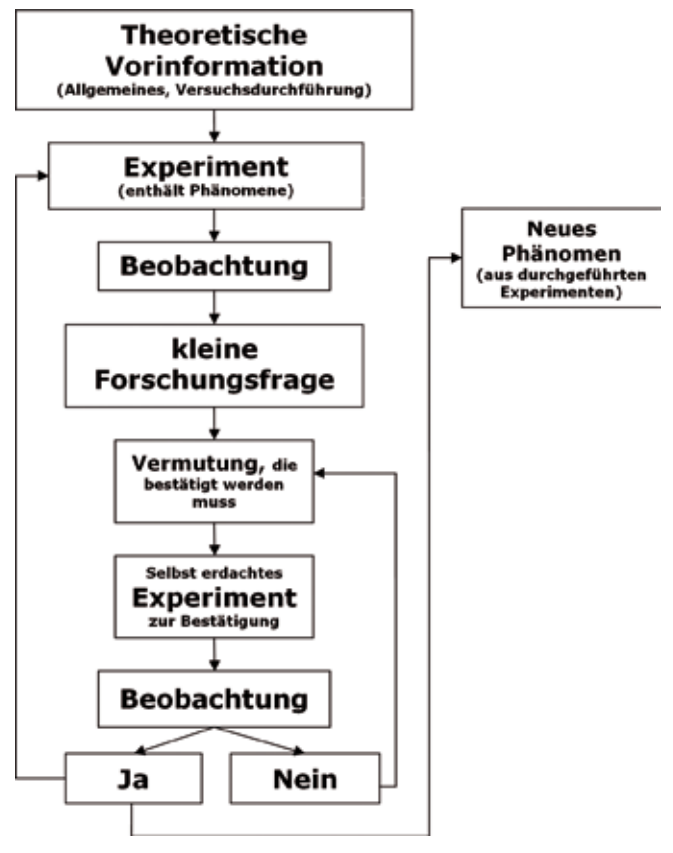 Theoretische
Vorinformation
(Allgemeines, Versuchsdurchführung)
Experiment
(enthält Phänomene)
Beobachtung
Neues
Phänomen
(aus durchgeführten
Experimenten)
kleine
Forschungsfrage
Vermutung, die
bestätigt werden
muss
Selbst erdachtes
Experiment
zur Bestätigung
Beobachtung
Ja
Nein